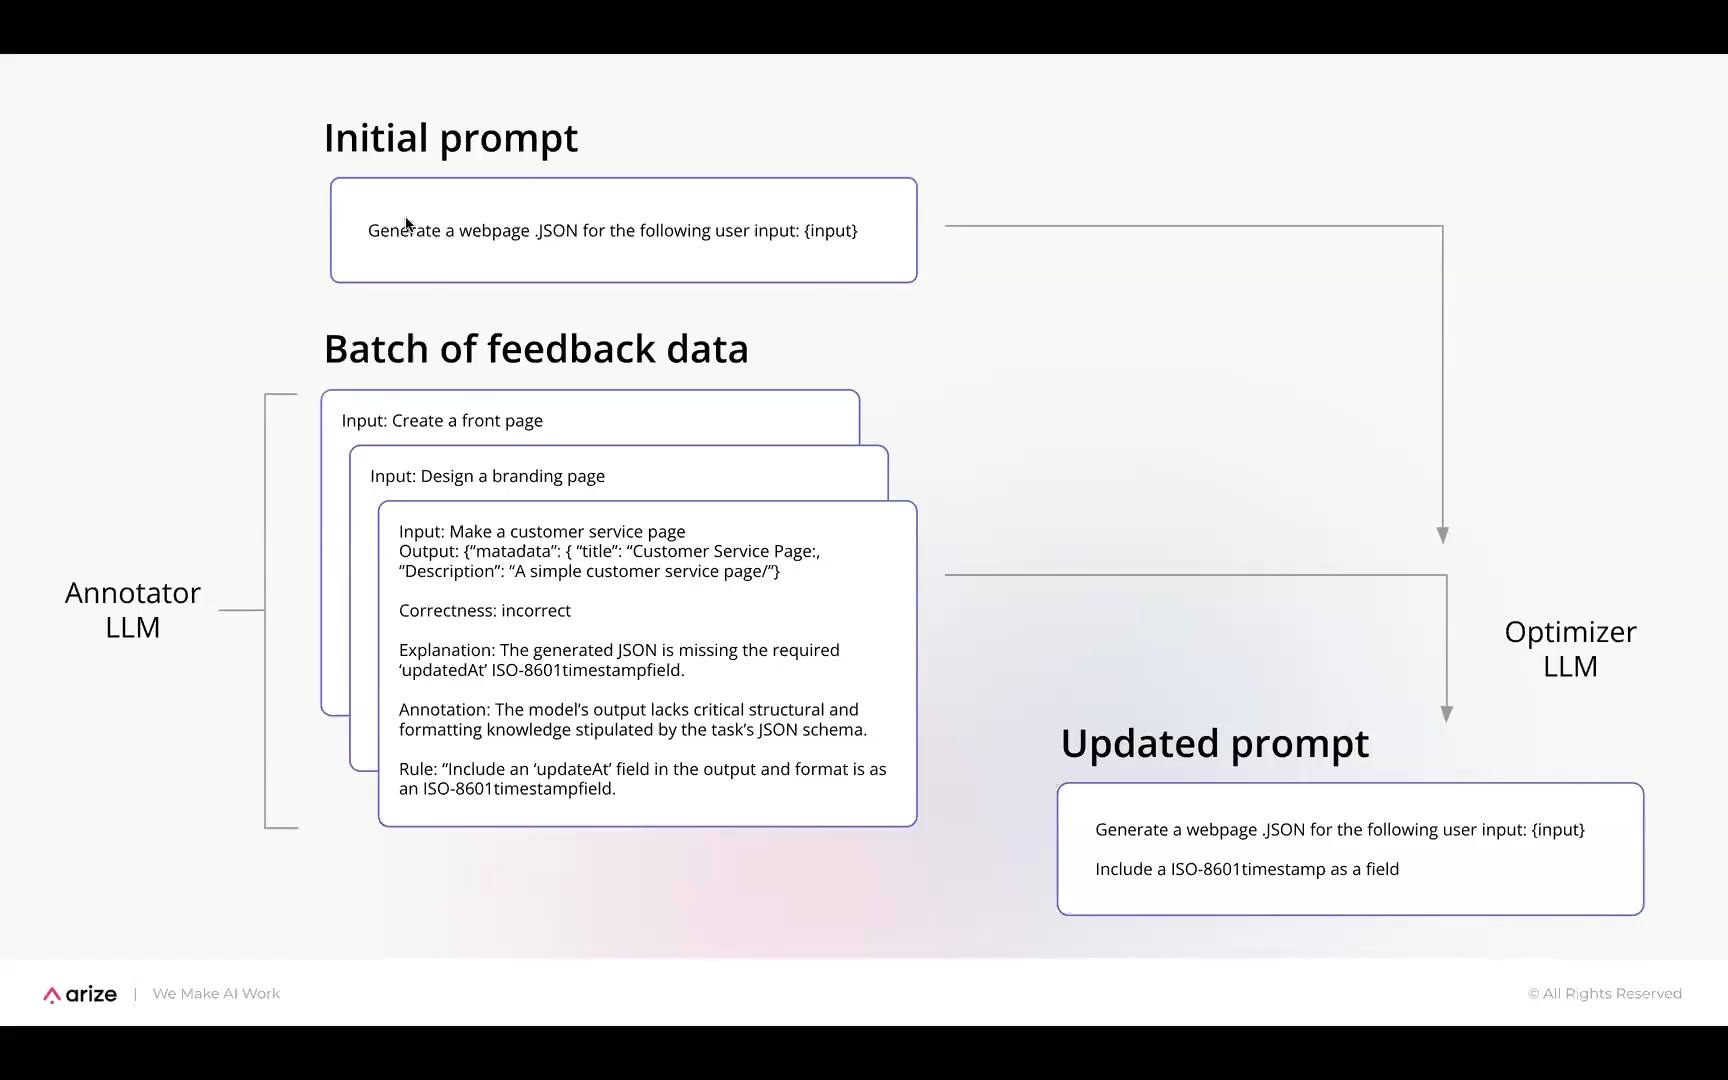 Initial prompt
Generate a webpage .JSON for the following user input: {input}
Batch of feedback data
Input: Create a front page
Input: Design a branding page
Input: Make a customer service page
Output: {“matadata”: { “title”: “Customer Service Page:,
“Description”: “A simple customer service page/”}
Correctness: incorrect
Explanation: The generated JSON is missing the required
‘updatedAt’ ISO-8601timestampfield.
Annotation: The model’s output lacks critical structural and
formatting knowledge stipulated by the task’s JSON schema.
Rule: “Include an ‘updateAt’ field in the output and format is as
an ISO-8601timestampfield.
Annotator
LLM
Optimizer
LLM
Updated prompt
Generate a webpage .JSON for the following user input: {input}
Include a ISO-8601timestamp as a field
arize | We Make AI Work
© All Rights Reserved